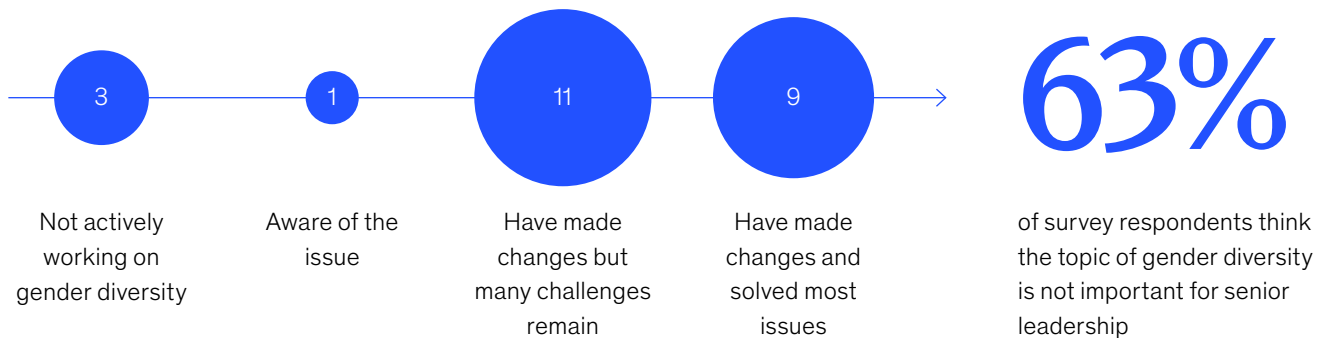 3
1
11
9
63%
Not actively
working on
gender diversity
Aware of the
issue
Have made
changes but
many challenges
remain
Have made
changes and
solved most
issues
of survey respondents think
the topic of gender diversity
is not important for senior
leadership